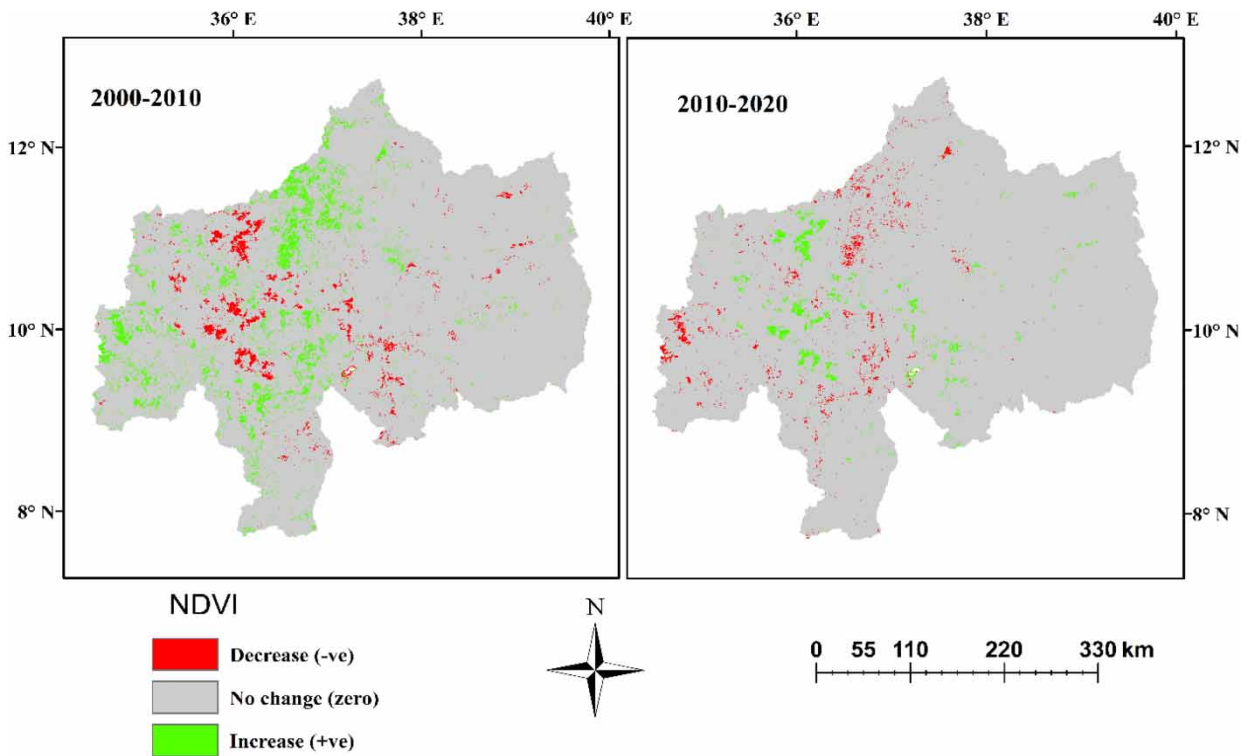 36° E 38° E 40° E 36° E 38° E 40° E
2000-2010 2010-2020
12° N 12° N
10° N 10° N
8° N 8° N
NDVI
Decrease (-ve)
No change (zero)
Increase (+ve)
N
0 55 110 220 330 km